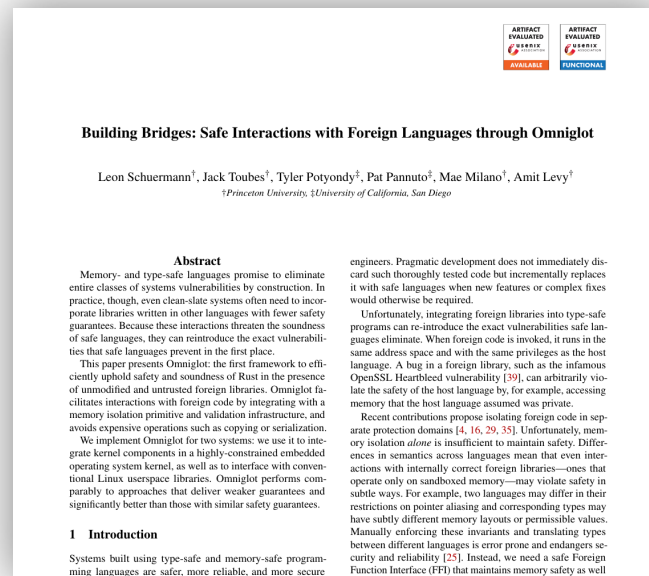 ARTIFACT
EVALUATED
usenix
ASSOCIATION
AVAILABLE
ARTIFACT
EVALUATED
usenix
ASSOCIATION
FUNCTIONAL
Building Bridges: Safe Interactions with Foreign Languages through Omniglot
Leon Schuermann†, Jack Toubes†, Tyler Potyondy‡, Pat Pannuto‡, Mae Milano†, Amit Levy†
†Princeton University, ‡University of California, San Diego
Abstract
Memory- and type-safe languages promise to eliminate
entire classes of systems vulnerabilities by construction. In
practice, though, even clean-slate systems often need to incor-
porate libraries written in other languages with fewer safety
guarantees. Because these interactions threaten the soundness
of safe languages, they can reintroduce the exact vulnerabili-
ties that safe languages prevent in the first place.
This paper presents Omniglot: the first framework to effi-
ciently uphold safety and soundness of Rust in the presence
of unmodified and untrusted foreign libraries. Omniglot fa-
cilitates interactions with foreign code by integrating with a
memory isolation primitive and validation infrastructure, and
avoids expensive operations such as copying or serialization.
We implement Omniglot for two systems: we use it to inte-
grate kernel components in a highly-constrained embedded
operating system kernel, as well as to interface with conven-
tional Linux userspace libraries. Omniglot performs com-
parably to approaches that deliver weaker guarantees and
significantly better than those with similar safety guarantees.
1 Introduction
Systems built using type-safe and memory-safe program-
ming languages are safer, more reliable, and more secure
engineers. Pragmatic development does not immediately dis-
card such thoroughly tested code but incrementally replaces
it with safe languages when new features or complex fixes
would otherwise be required.
Unfortunately, integrating foreign libraries into type-safe
programs can re-introduce the exact vulnerabilities safe lan-
guages eliminate. When foreign code is invoked, it runs in the
same address space and with the same privileges as the host
language. A bug in a foreign library, such as the infamous
OpenSSL Heartbleed vulnerability [39], can arbitrarily vio-
late the safety of the host language by, for example, accessing
memory that the host language assumed was private.
Recent contributions propose isolating foreign code in sep-
arate protection domains [4, 16, 29, 35]. Unfortunately, mem-
ory isolation alone is insufficient to maintain safety. Differ-
ences in semantics across languages mean that even inter-
actions with internally correct foreign libraries—ones that
operate only on sandboxed memory—may violate safety in
subtle ways. For example, two languages may differ in their
restrictions on pointer aliasing and corresponding types may
have subtly different memory layouts or permissible values.
Manually enforcing these invariants and translating types
between different languages is error prone and endangers se-
curity and reliability [25]. Instead, we need a safe Foreign
Function Interface (FFI) that maintains memory safety as well